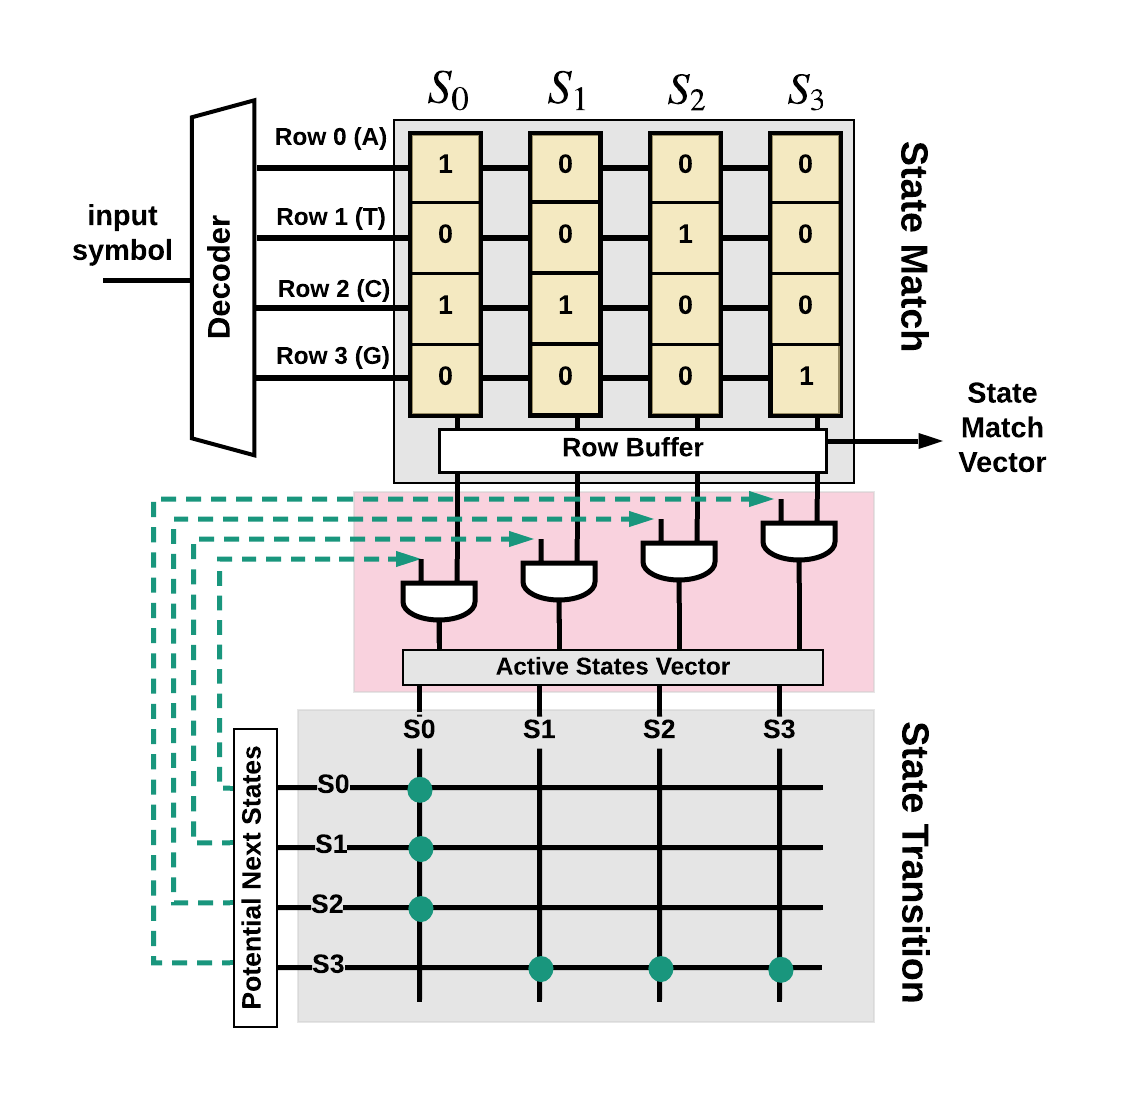 S0 S1 S2 S3
Row 0 (A) 1 0 0 0
Row 1 (T) 0 0 1 0
Row 2 (C) 1 1 0 0
Row 3 (G) 0 0 0 1
input
symbol
Decoder
State Match
Row Buffer
State
Match
Vector
Active States Vector
S0 S1 S2 S3
S0
S1
S2
S3
Potential Next States
State Transition